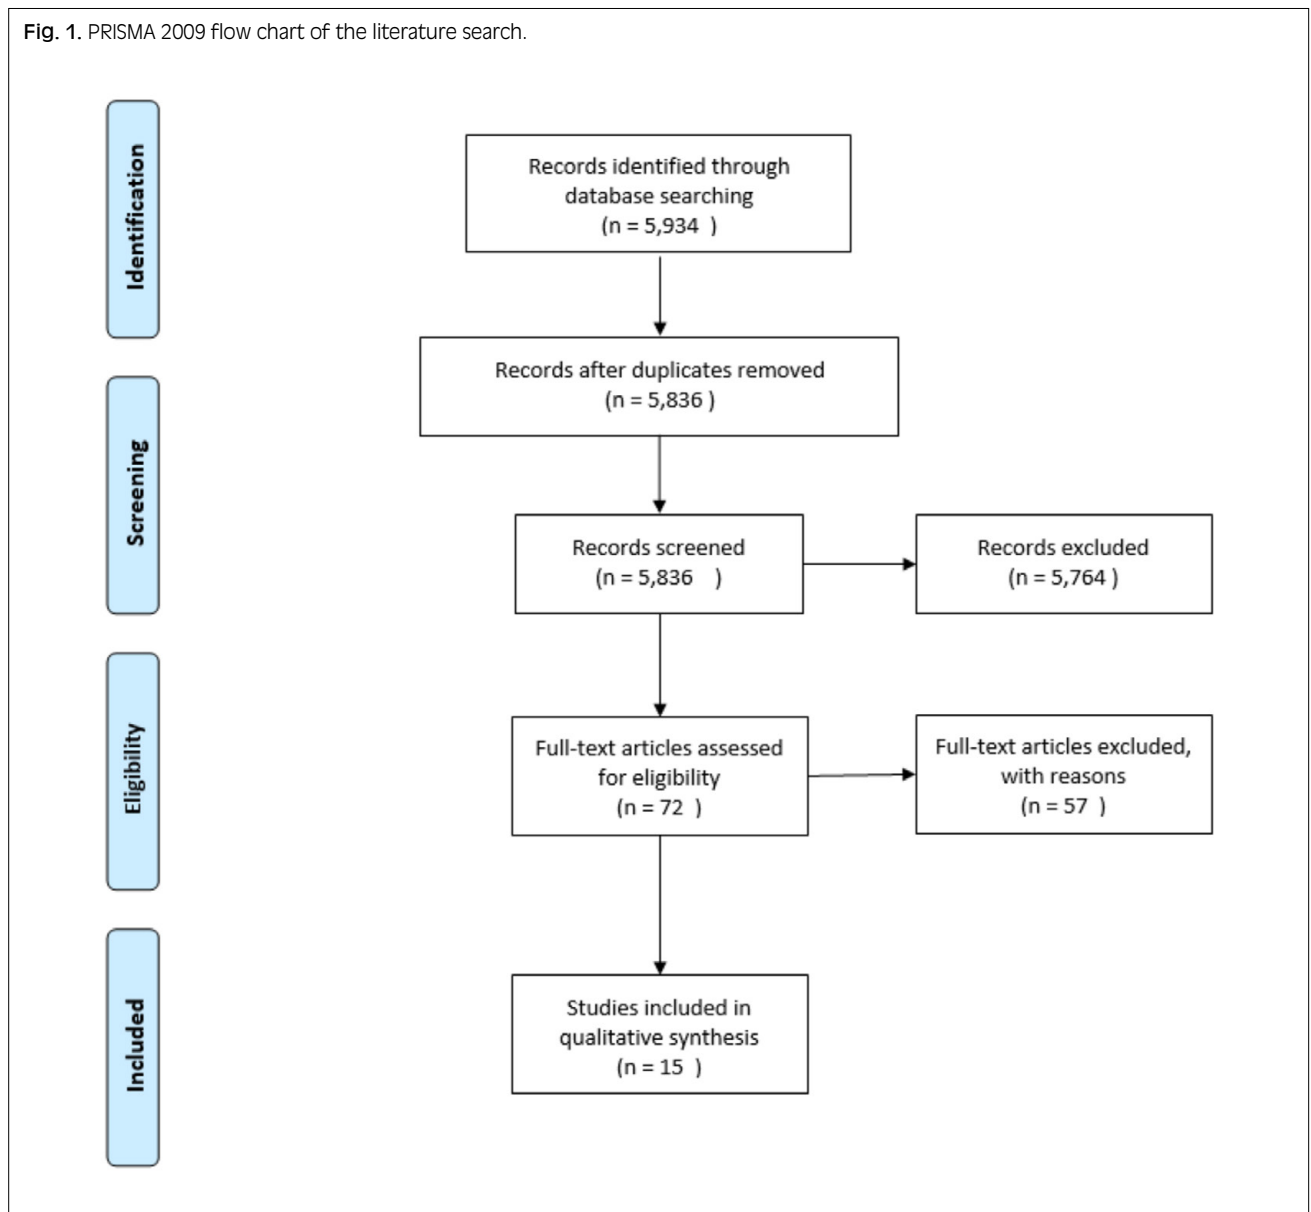 Fig. 1. PRISMA 2009 flow chart of the literature search.
Identification
Records identified through
database searching
(n = 5,934  )
Records after duplicates removed
(n = 5,836 )
Screening
Records screened
(n = 5,836   )
Records excluded
(n = 5,764 )
Eligibility
Full-text articles assessed
for eligibility
(n = 72  )
Full-text articles excluded,
with reasons
(n = 57  )
Included
Studies included in
qualitative synthesis
(n = 15  )